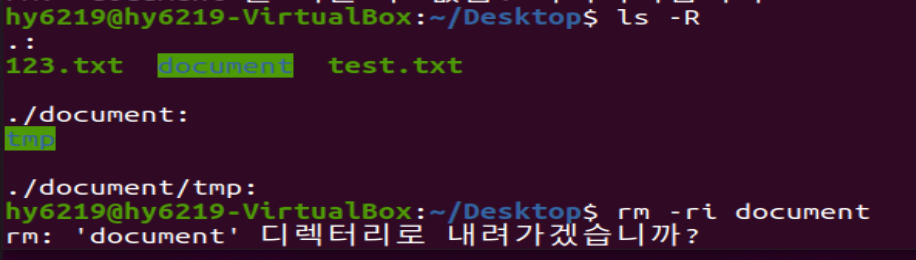 hy6219@hy6219-VirtualBox:~/Desktop$ ls -R
.:
123.txt  document  test.txt
./document:
tmp
./document/tmp:
hy6219@hy6219-VirtualBox:~/Desktop$ rm -ri document
rm: 'document' 디렉터리로 내려가겠습니까?